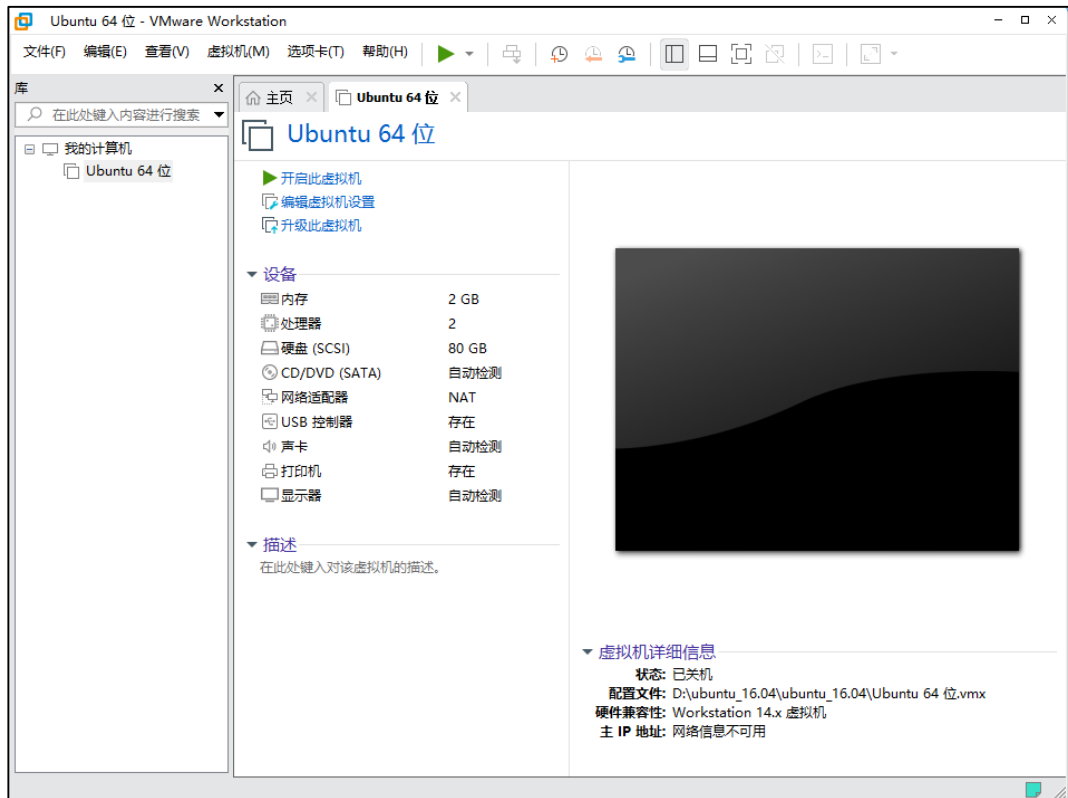 Ubuntu 64 位 - VMware Workstation
文件(F) 编辑(E) 查看(V) 虚拟机(M) 选项卡(T) 帮助(H)
库
在此处键入内容进行搜索
我的计算机
Ubuntu 64 位
主页
Ubuntu 64 位
Ubuntu 64 位
开启此虚拟机
编辑虚拟机设置
升级此虚拟机
设备
内存 2 GB
处理器 2
硬盘 (SCSI) 80 GB
CD/DVD (SATA) 自动检测
网络适配器 NAT
USB 控制器 存在
声卡 自动检测
打印机 存在
显示器 自动检测
描述
在此处键入对该虚拟机的描述。
虚拟机详细信息
状态: 已关机
配置文件: D:\ubuntu_16.04\ubuntu_16.04\Ubuntu 64 位.vmx
硬件兼容性: Workstation 14.x 虚拟机
主 IP 地址: 网络信息不可用